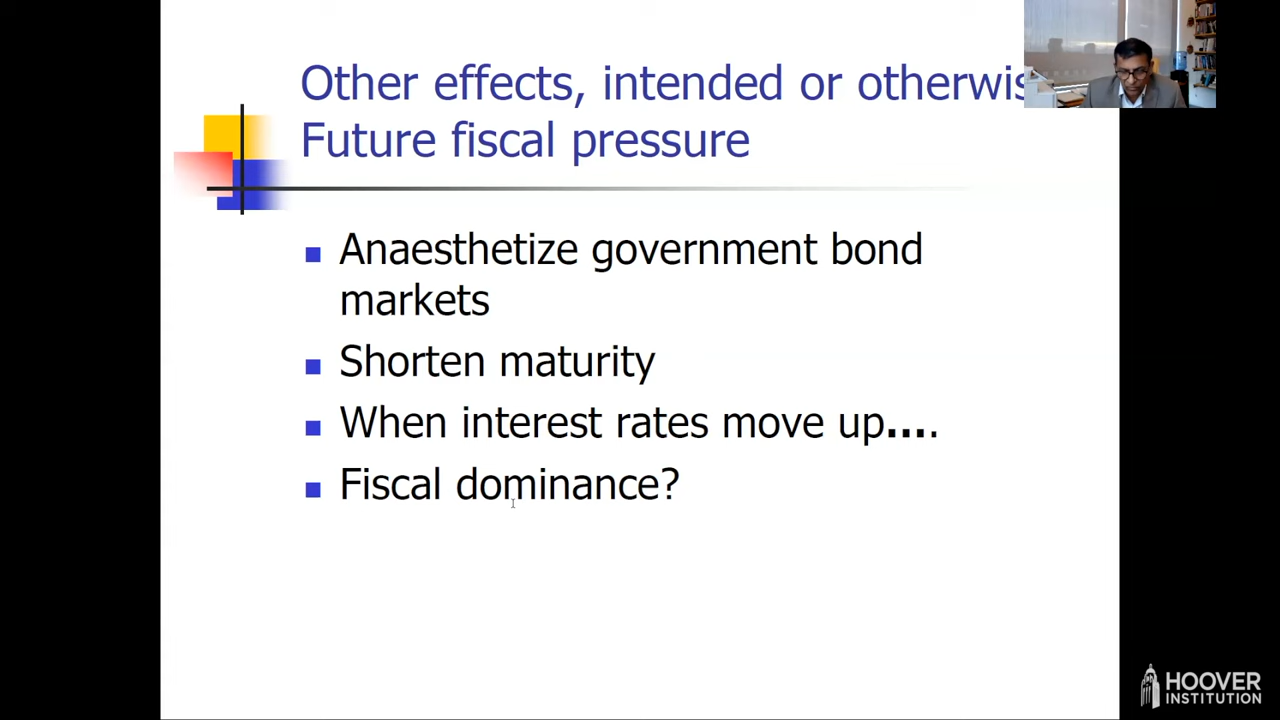 Other effects, intended or otherwis
Future fiscal pressure
Anaesthetize government bond
markets
Shorten maturity
When interest rates move up….
Fiscal dominance?
HOOVER
INSTITUTION